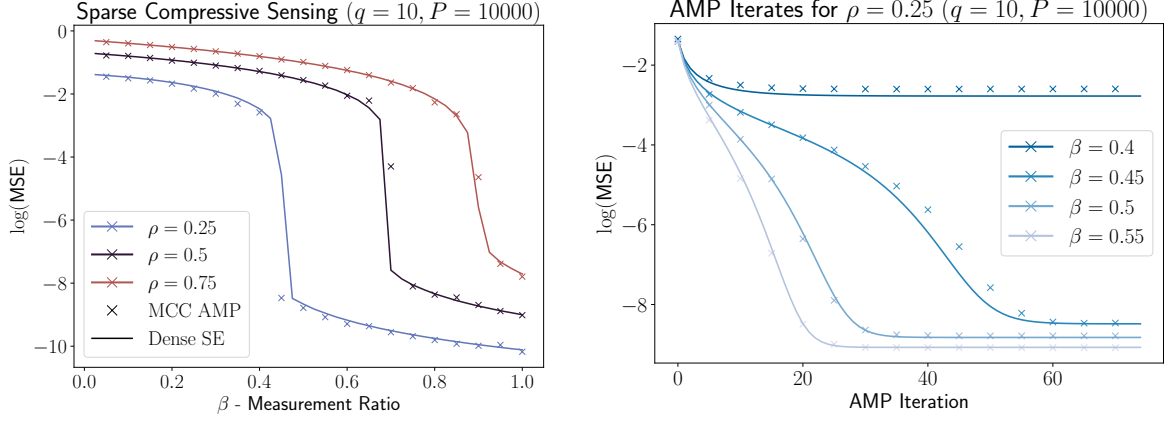 Sparse Compressive Sensing (q = 10, P = 10000)
0
−2
−4
−6
−8
−10
log(MSE)
ρ = 0.25
ρ = 0.5
ρ = 0.75
MCC AMP
Dense SE
0.0 0.2 0.4 0.6 0.8 1.0
β - Measurement Ratio
AMP Iterates for ρ = 0.25 (q = 10, P = 10000)
−2
−4
−6
−8
log(MSE)
β = 0.4
β = 0.45
β = 0.5
β = 0.55
0 20 40 60
AMP Iteration